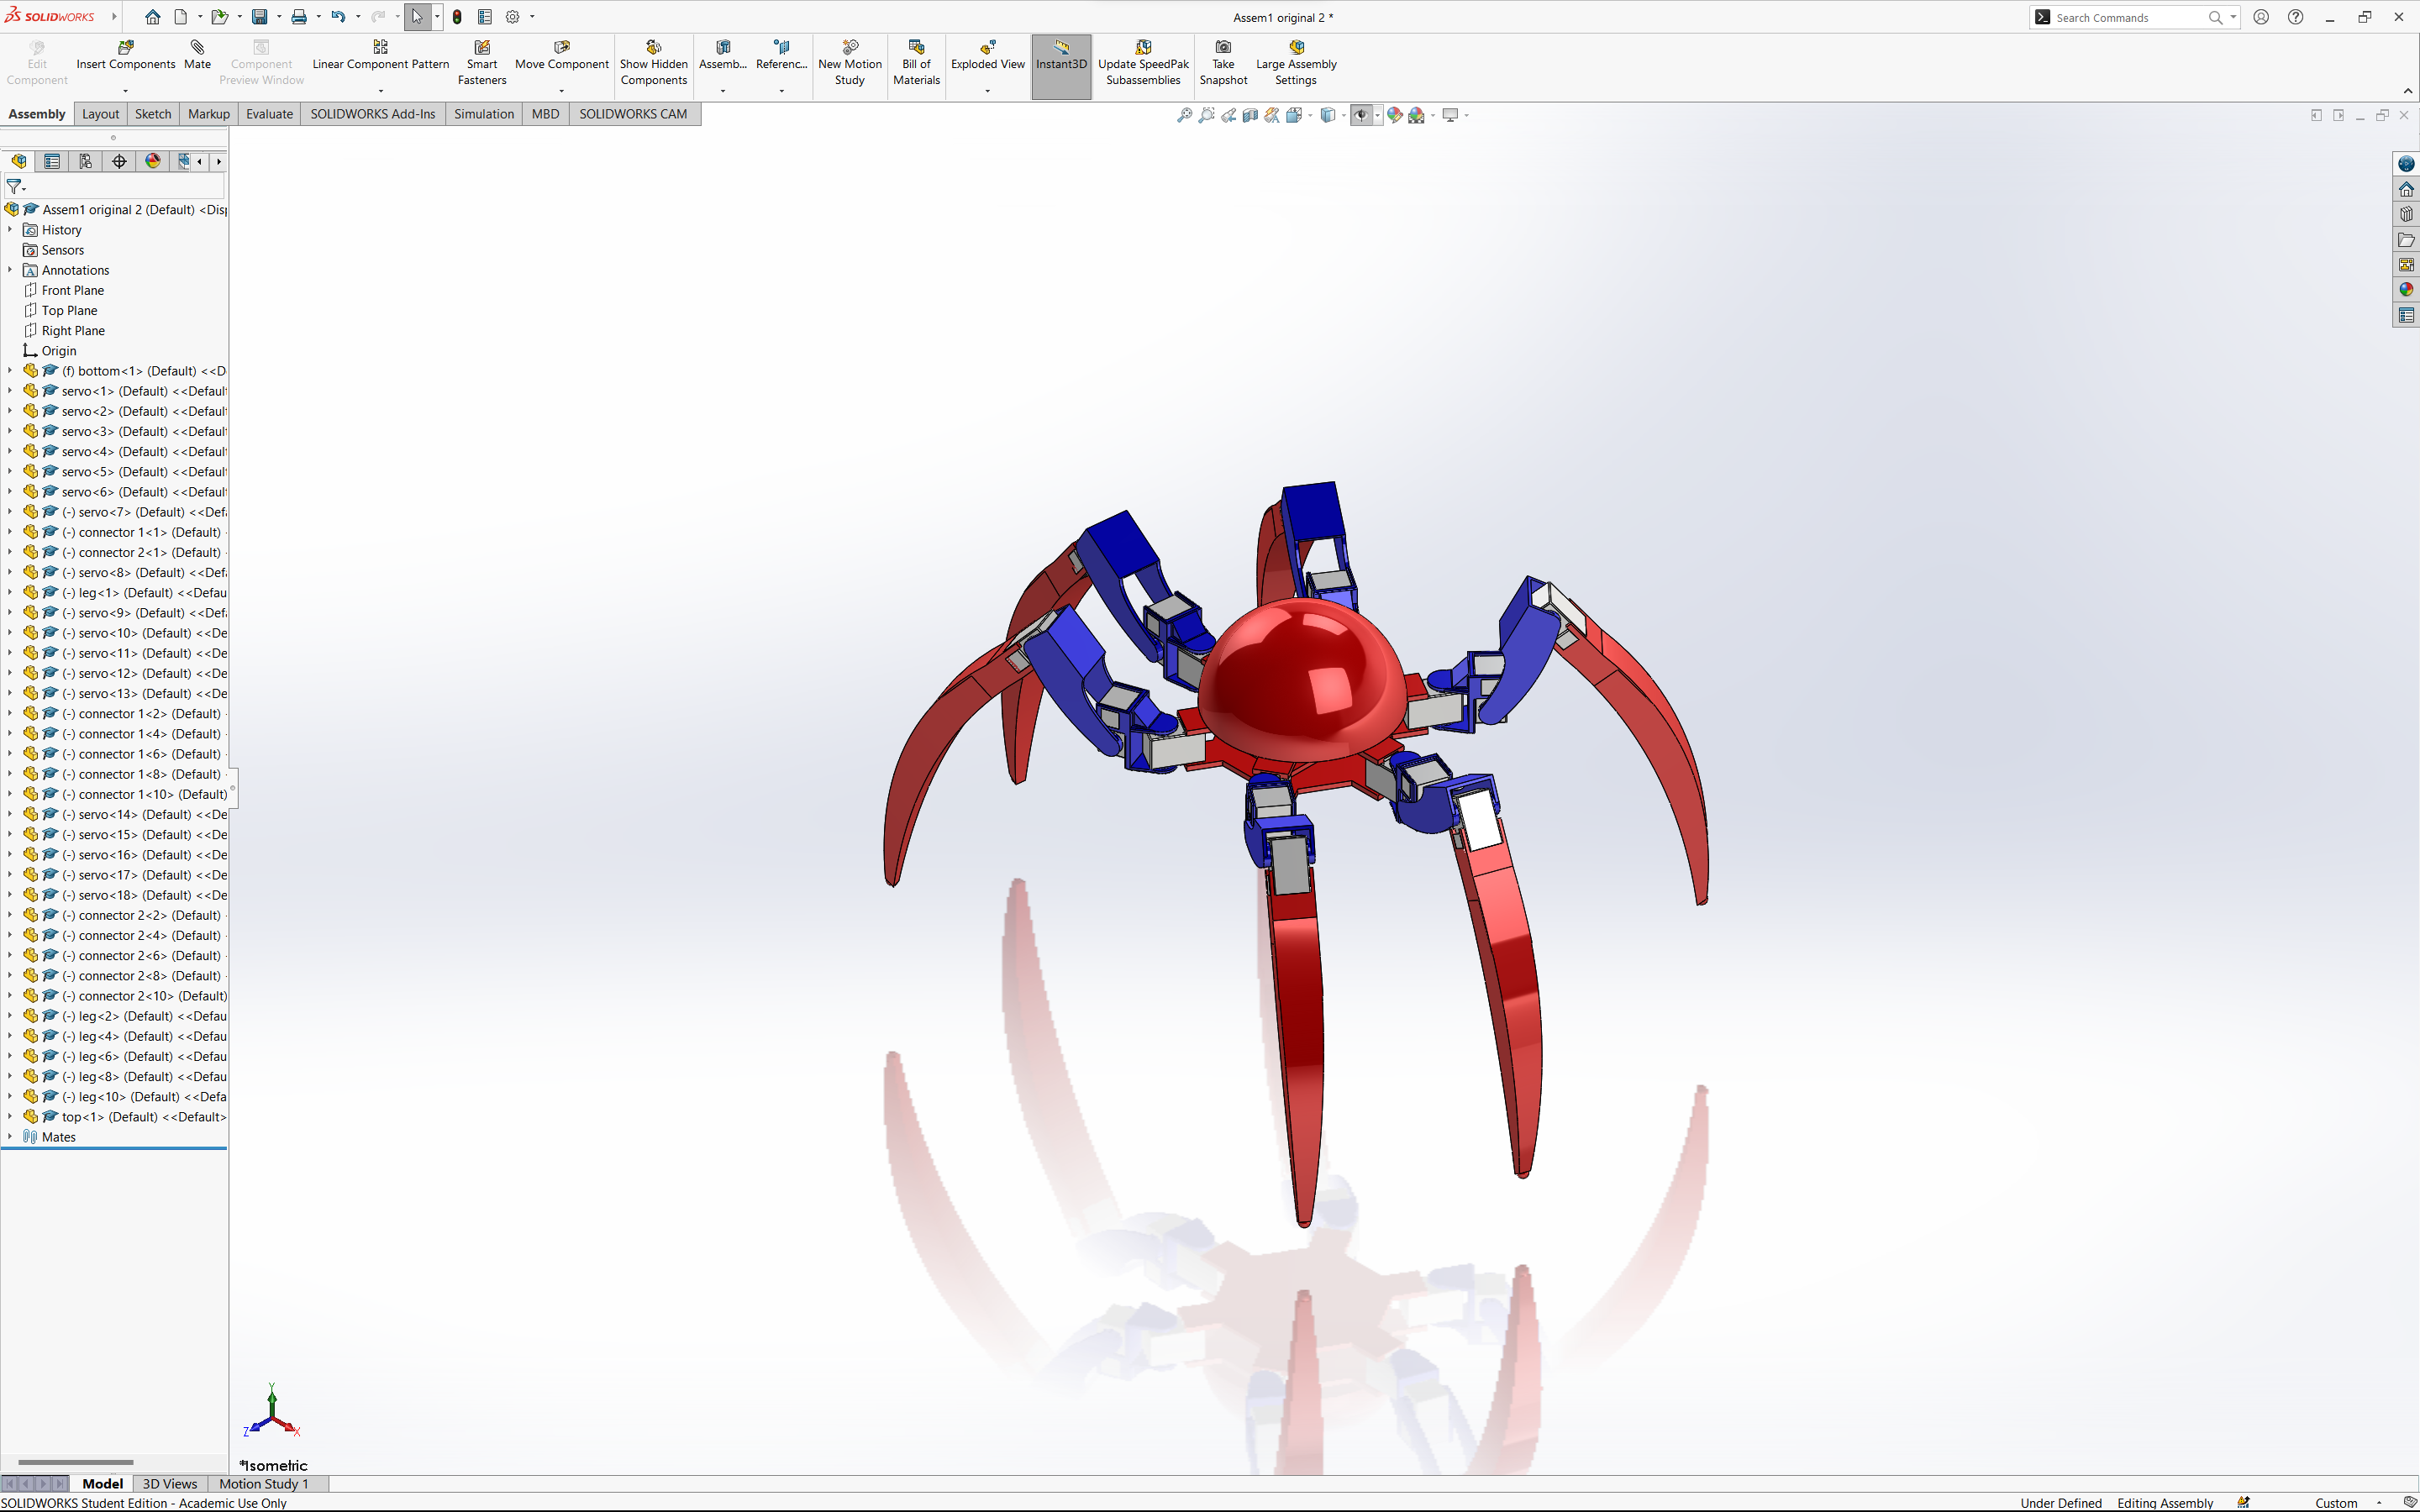 SOLIDWORKS
Assem1 original 2 *
Search Commands
Edit Component
Insert Components
Mate
Component Preview Window
Linear Component Pattern
Smart Fasteners
Move Component
Show Hidden Components
Assemb...
Referenc...
New Motion Study
Bill of Materials
Exploded View
Instant3D
Update SpeedPak Subassemblies
Take Snapshot
Large Assembly Settings
Assembly Layout Sketch Markup Evaluate SOLIDWORKS Add-Ins Simulation MBD SOLIDWORKS CAM
Assem1 original 2 (Default) <Disp
History
Sensors
Annotations
Front Plane
Top Plane
Right Plane
Origin
(f) bottom<1> (Default) <<D
servo<1> (Default) <<Default
servo<2> (Default) <<Default
servo<3> (Default) <<Default
servo<4> (Default) <<Default
servo<5> (Default) <<Default
servo<6> (Default) <<Default
(-) servo<7> (Default) <<Def
(-) connector 1<1> (Default)
(-) connector 2<1> (Default)
(-) servo<8> (Default) <<Def
(-) leg<1> (Default) <<Defau
(-) servo<9> (Default) <<Def
(-) servo<10> (Default) <<De
(-) servo<11> (Default) <<De
(-) servo<12> (Default) <<De
(-) servo<13> (Default) <<De
(-) connector 1<2> (Default)
(-) connector 1<4> (Default)
(-) connector 1<6> (Default)
(-) connector 1<8> (Default)
(-) connector 1<10> (Default)
(-) servo<14> (Default) <<De
(-) servo<15> (Default) <<De
(-) servo<16> (Default) <<De
(-) servo<17> (Default) <<De
(-) servo<18> (Default) <<De
(-) connector 2<2> (Default)
(-) connector 2<4> (Default)
(-) connector 2<6> (Default)
(-) connector 2<8> (Default)
(-) connector 2<10> (Default)
(-) leg<2> (Default) <<Defau
(-) leg<4> (Default) <<Defau
(-) leg<6> (Default) <<Defau
(-) leg<8> (Default) <<Defau
(-) leg<10> (Default) <<Defa
top<1> (Default) <<Default>
Mates
Y
Z X
*Isometric
Model 3D Views Motion Study 1
SOLIDWORKS Student Edition - Academic Use Only
Under Defined Editing Assembly Custom